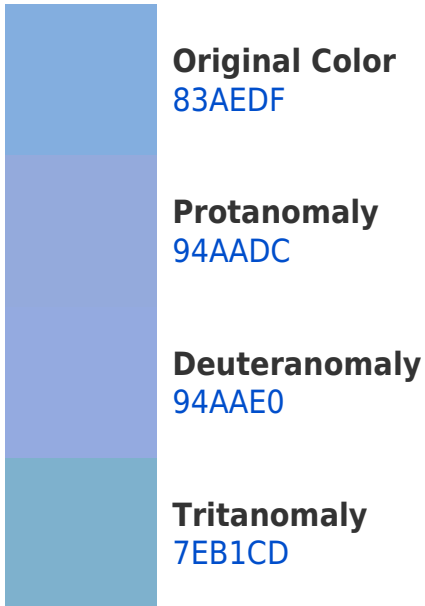 Original Color
83AEDF
Protanomaly
94AADC
Deuteranomaly
94AAE0
Tritanomaly
7EB1CD